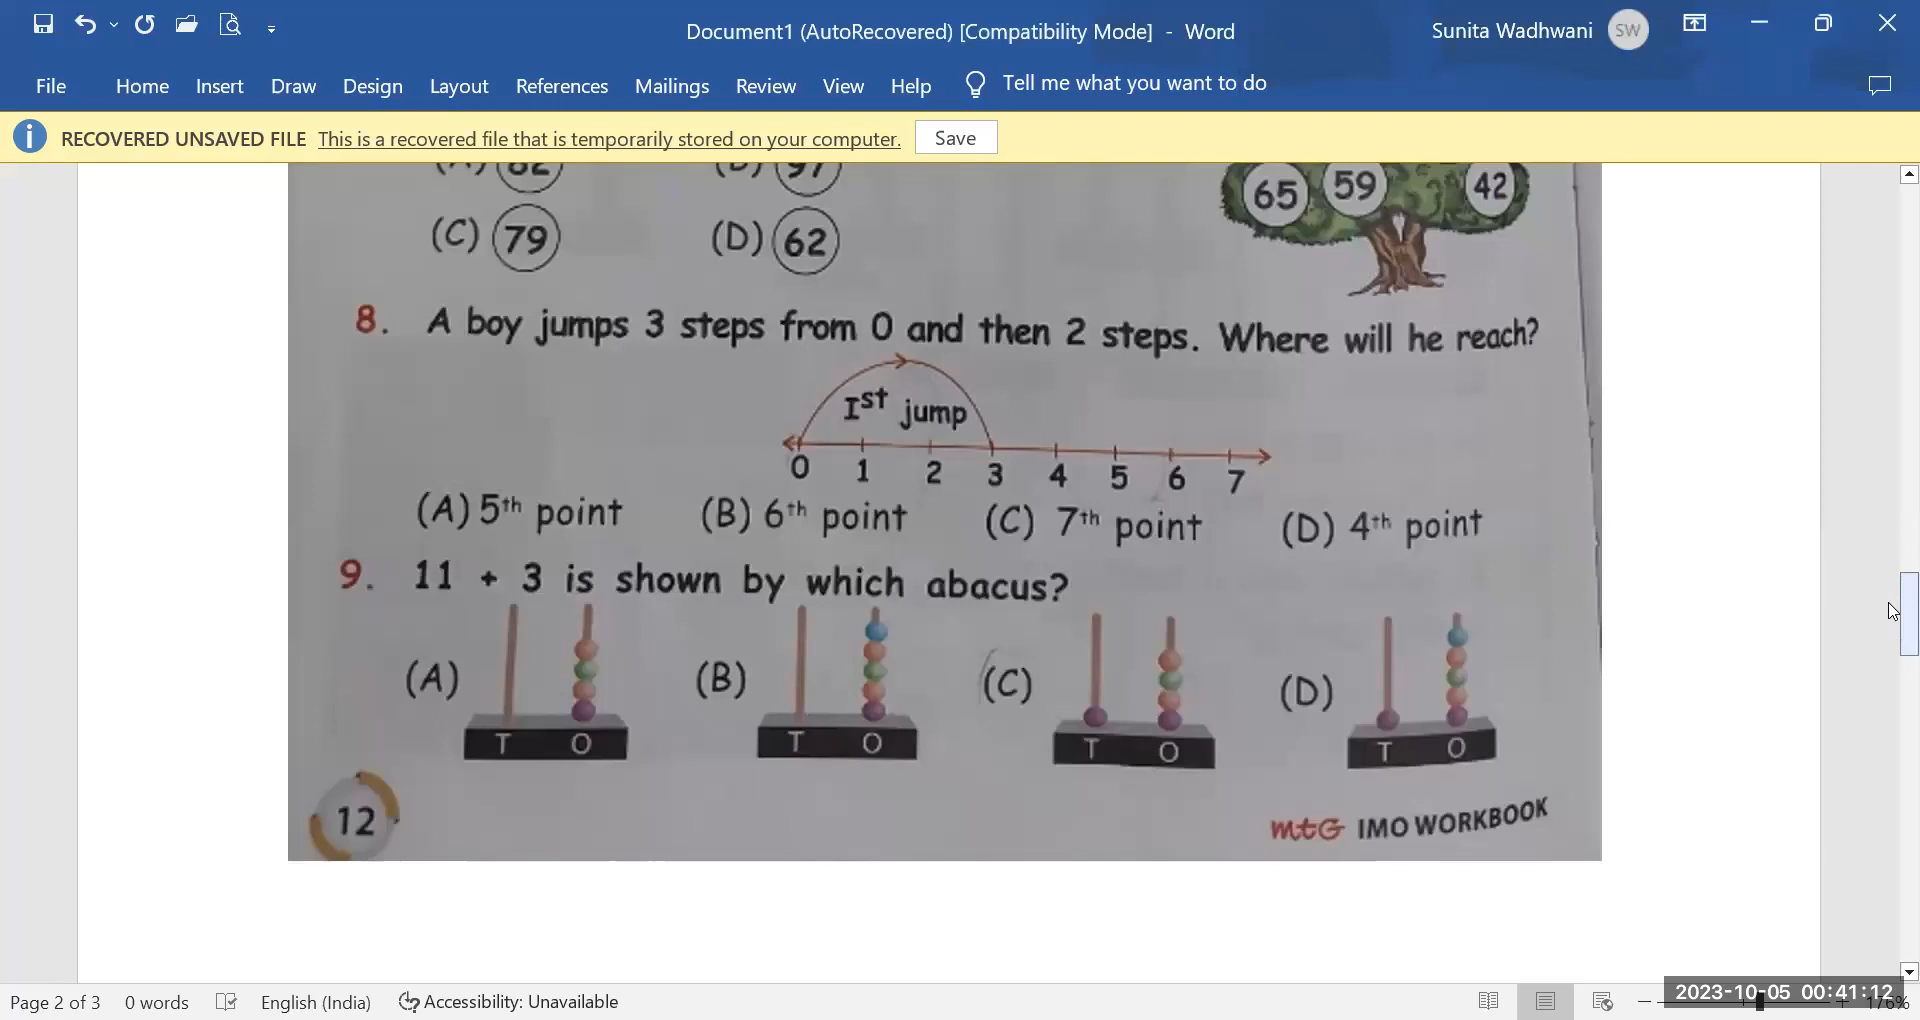 Document1 (AutoRecovered) [Compatibility Mode] - Word
Sunita Wadhwani SW
File Home Insert Draw Design Layout References Mailings Review View Help Tell me what you want to do
RECOVERED UNSAVED FILE This is a recovered file that is temporarily stored on your computer. Save
65 59 42
(C) 79 (D) 62
8. A boy jumps 3 steps from 0 and then 2 steps. Where will he reach?
Ist jump
0 1 2 3 4 5 6 7
(A) 5th point (B) 6th point (C) 7th point (D) 4th point
9. 11 + 3 is shown by which abacus?
(A) (B) (C) (D)
T O T O T O T O
12
mtG IMO WORKBOOK
Page 2 of 3 0 words English (India) Accessibility: Unavailable
2023-10-05 00:41:12